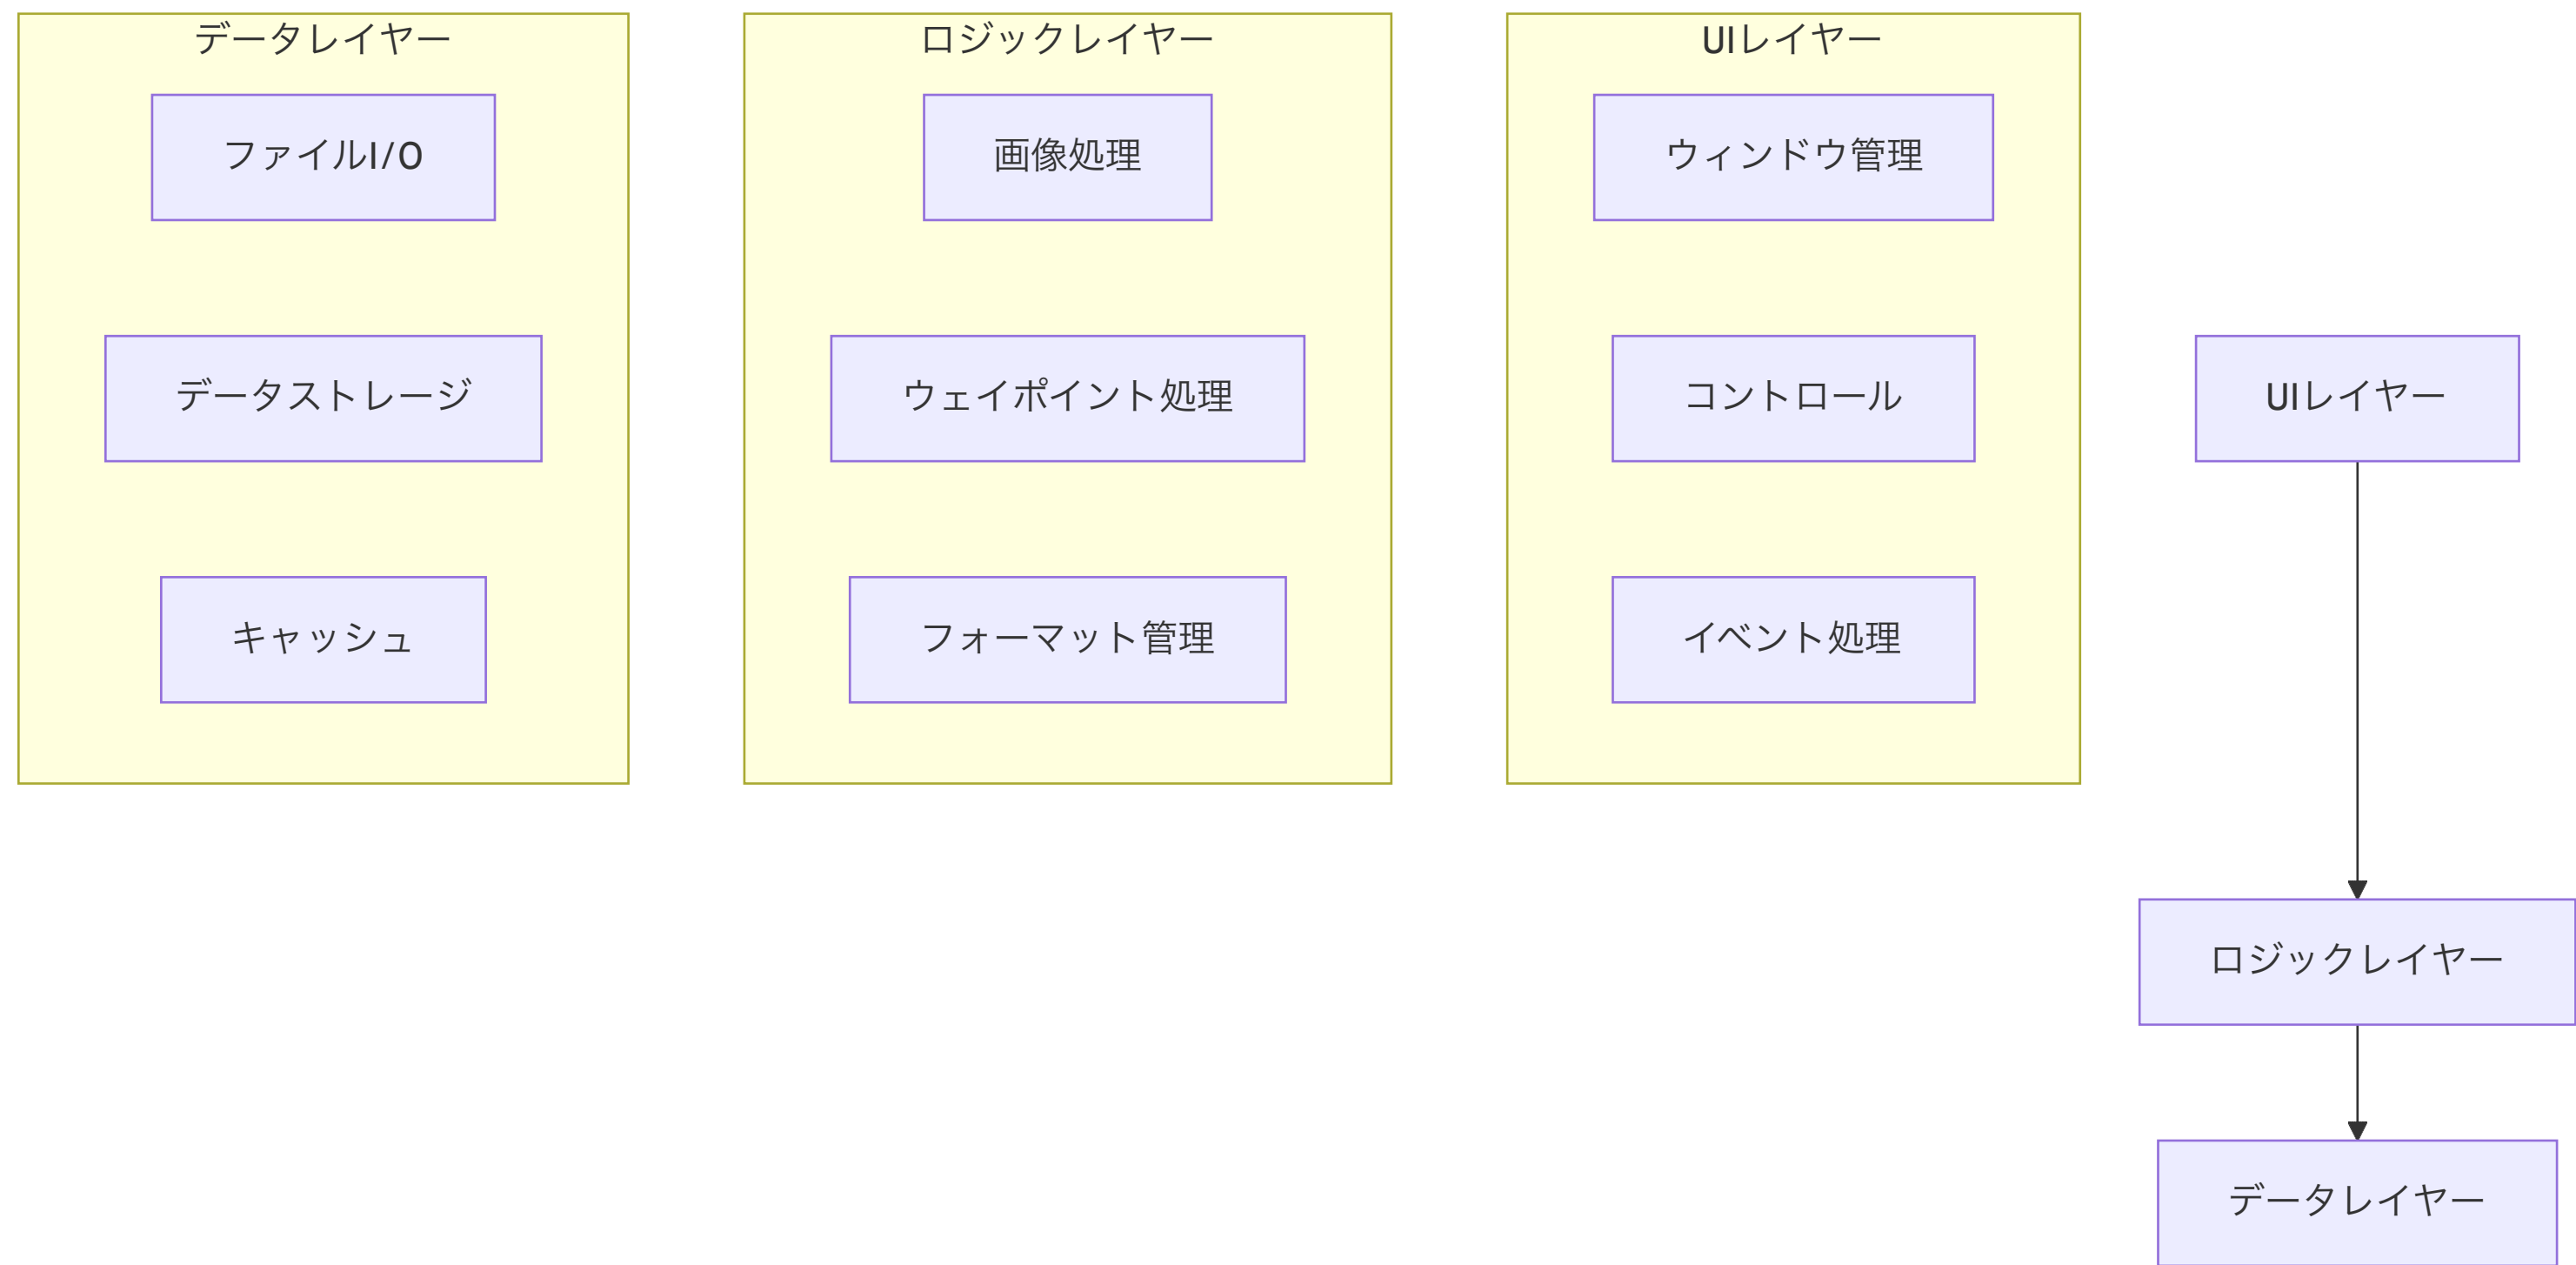 データレイヤー
ファイルI/O
データストレージ
キャッシュ
ロジックレイヤー
画像処理
ウェイポイント処理
フォーマット管理
UIレイヤー
ウィンドウ管理
コントロール
イベント処理
UIレイヤー
ロジックレイヤー
データレイヤー